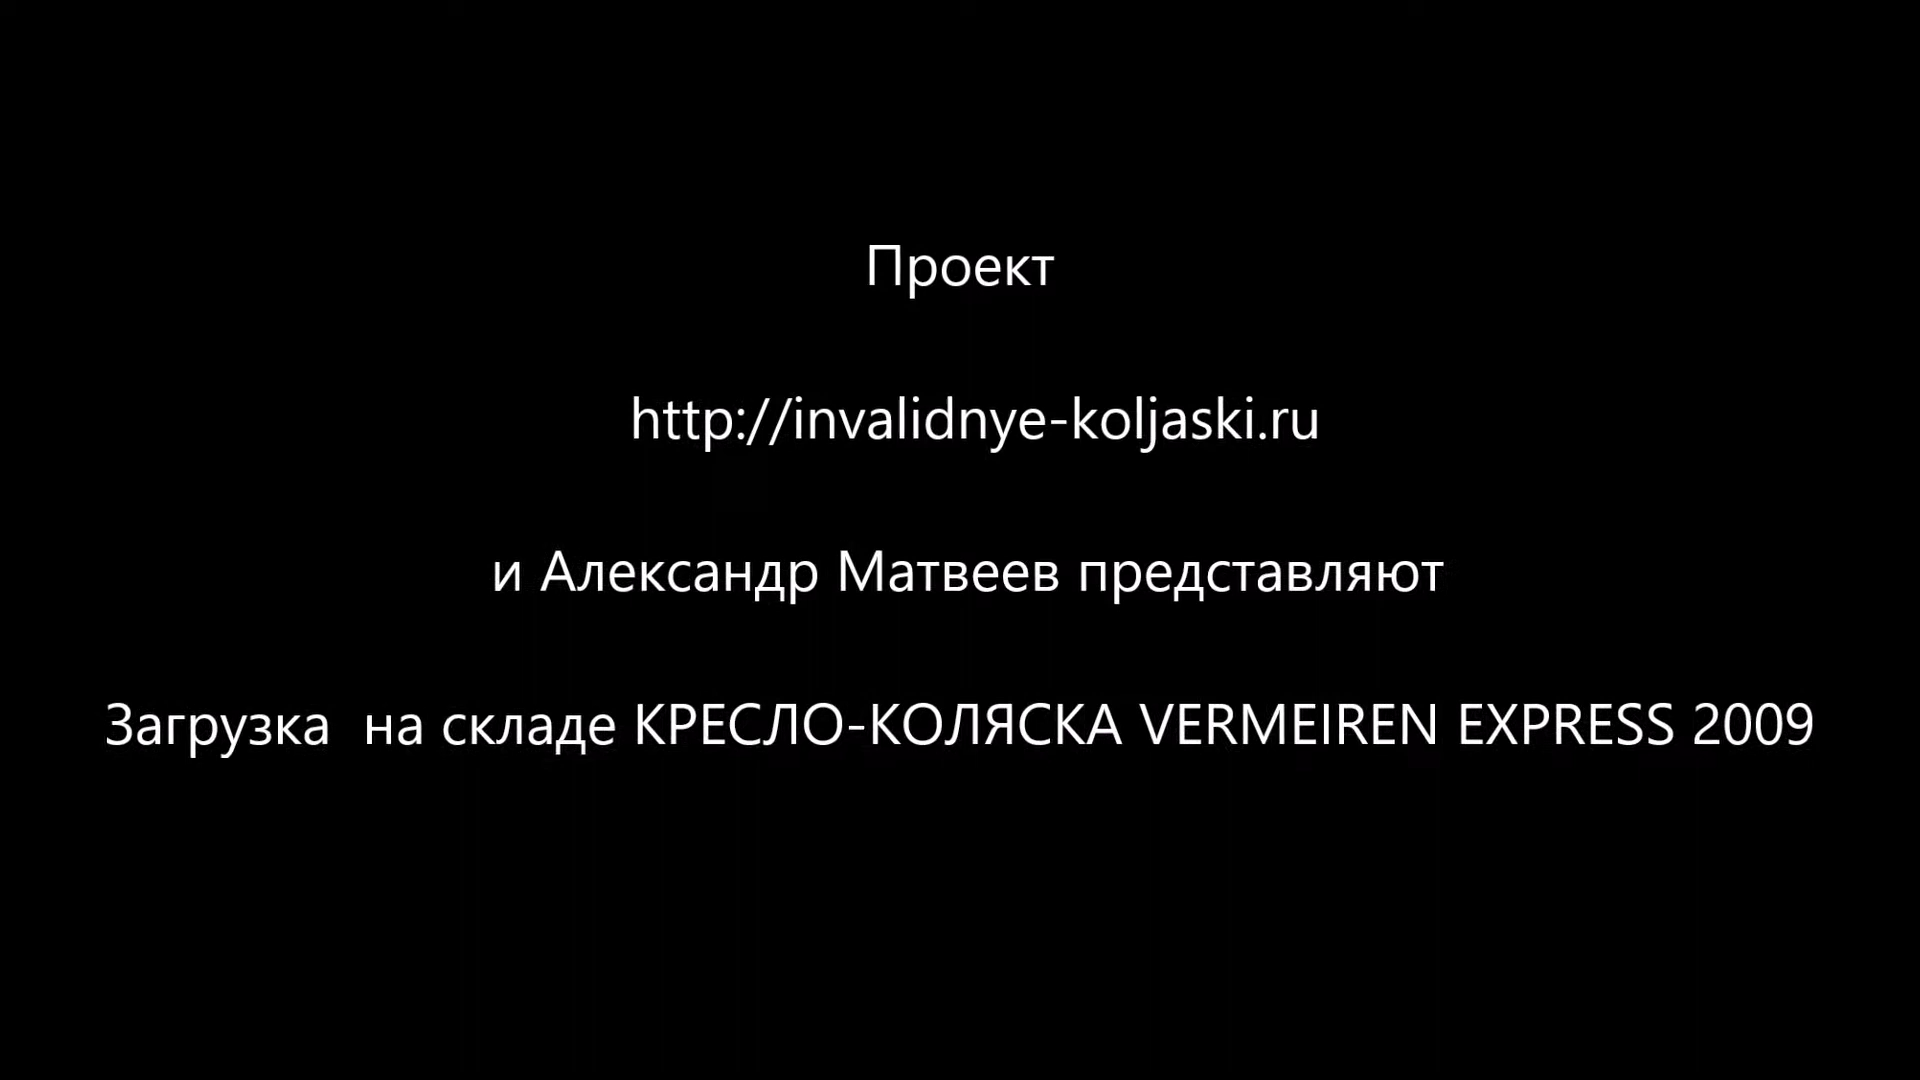 Проект
http://invalidnye-koljaski.ru
и Александр Матвеев представляют
Загрузка  на складе КРЕСЛО-КОЛЯСКА VERMEIREN EXPRESS 2009